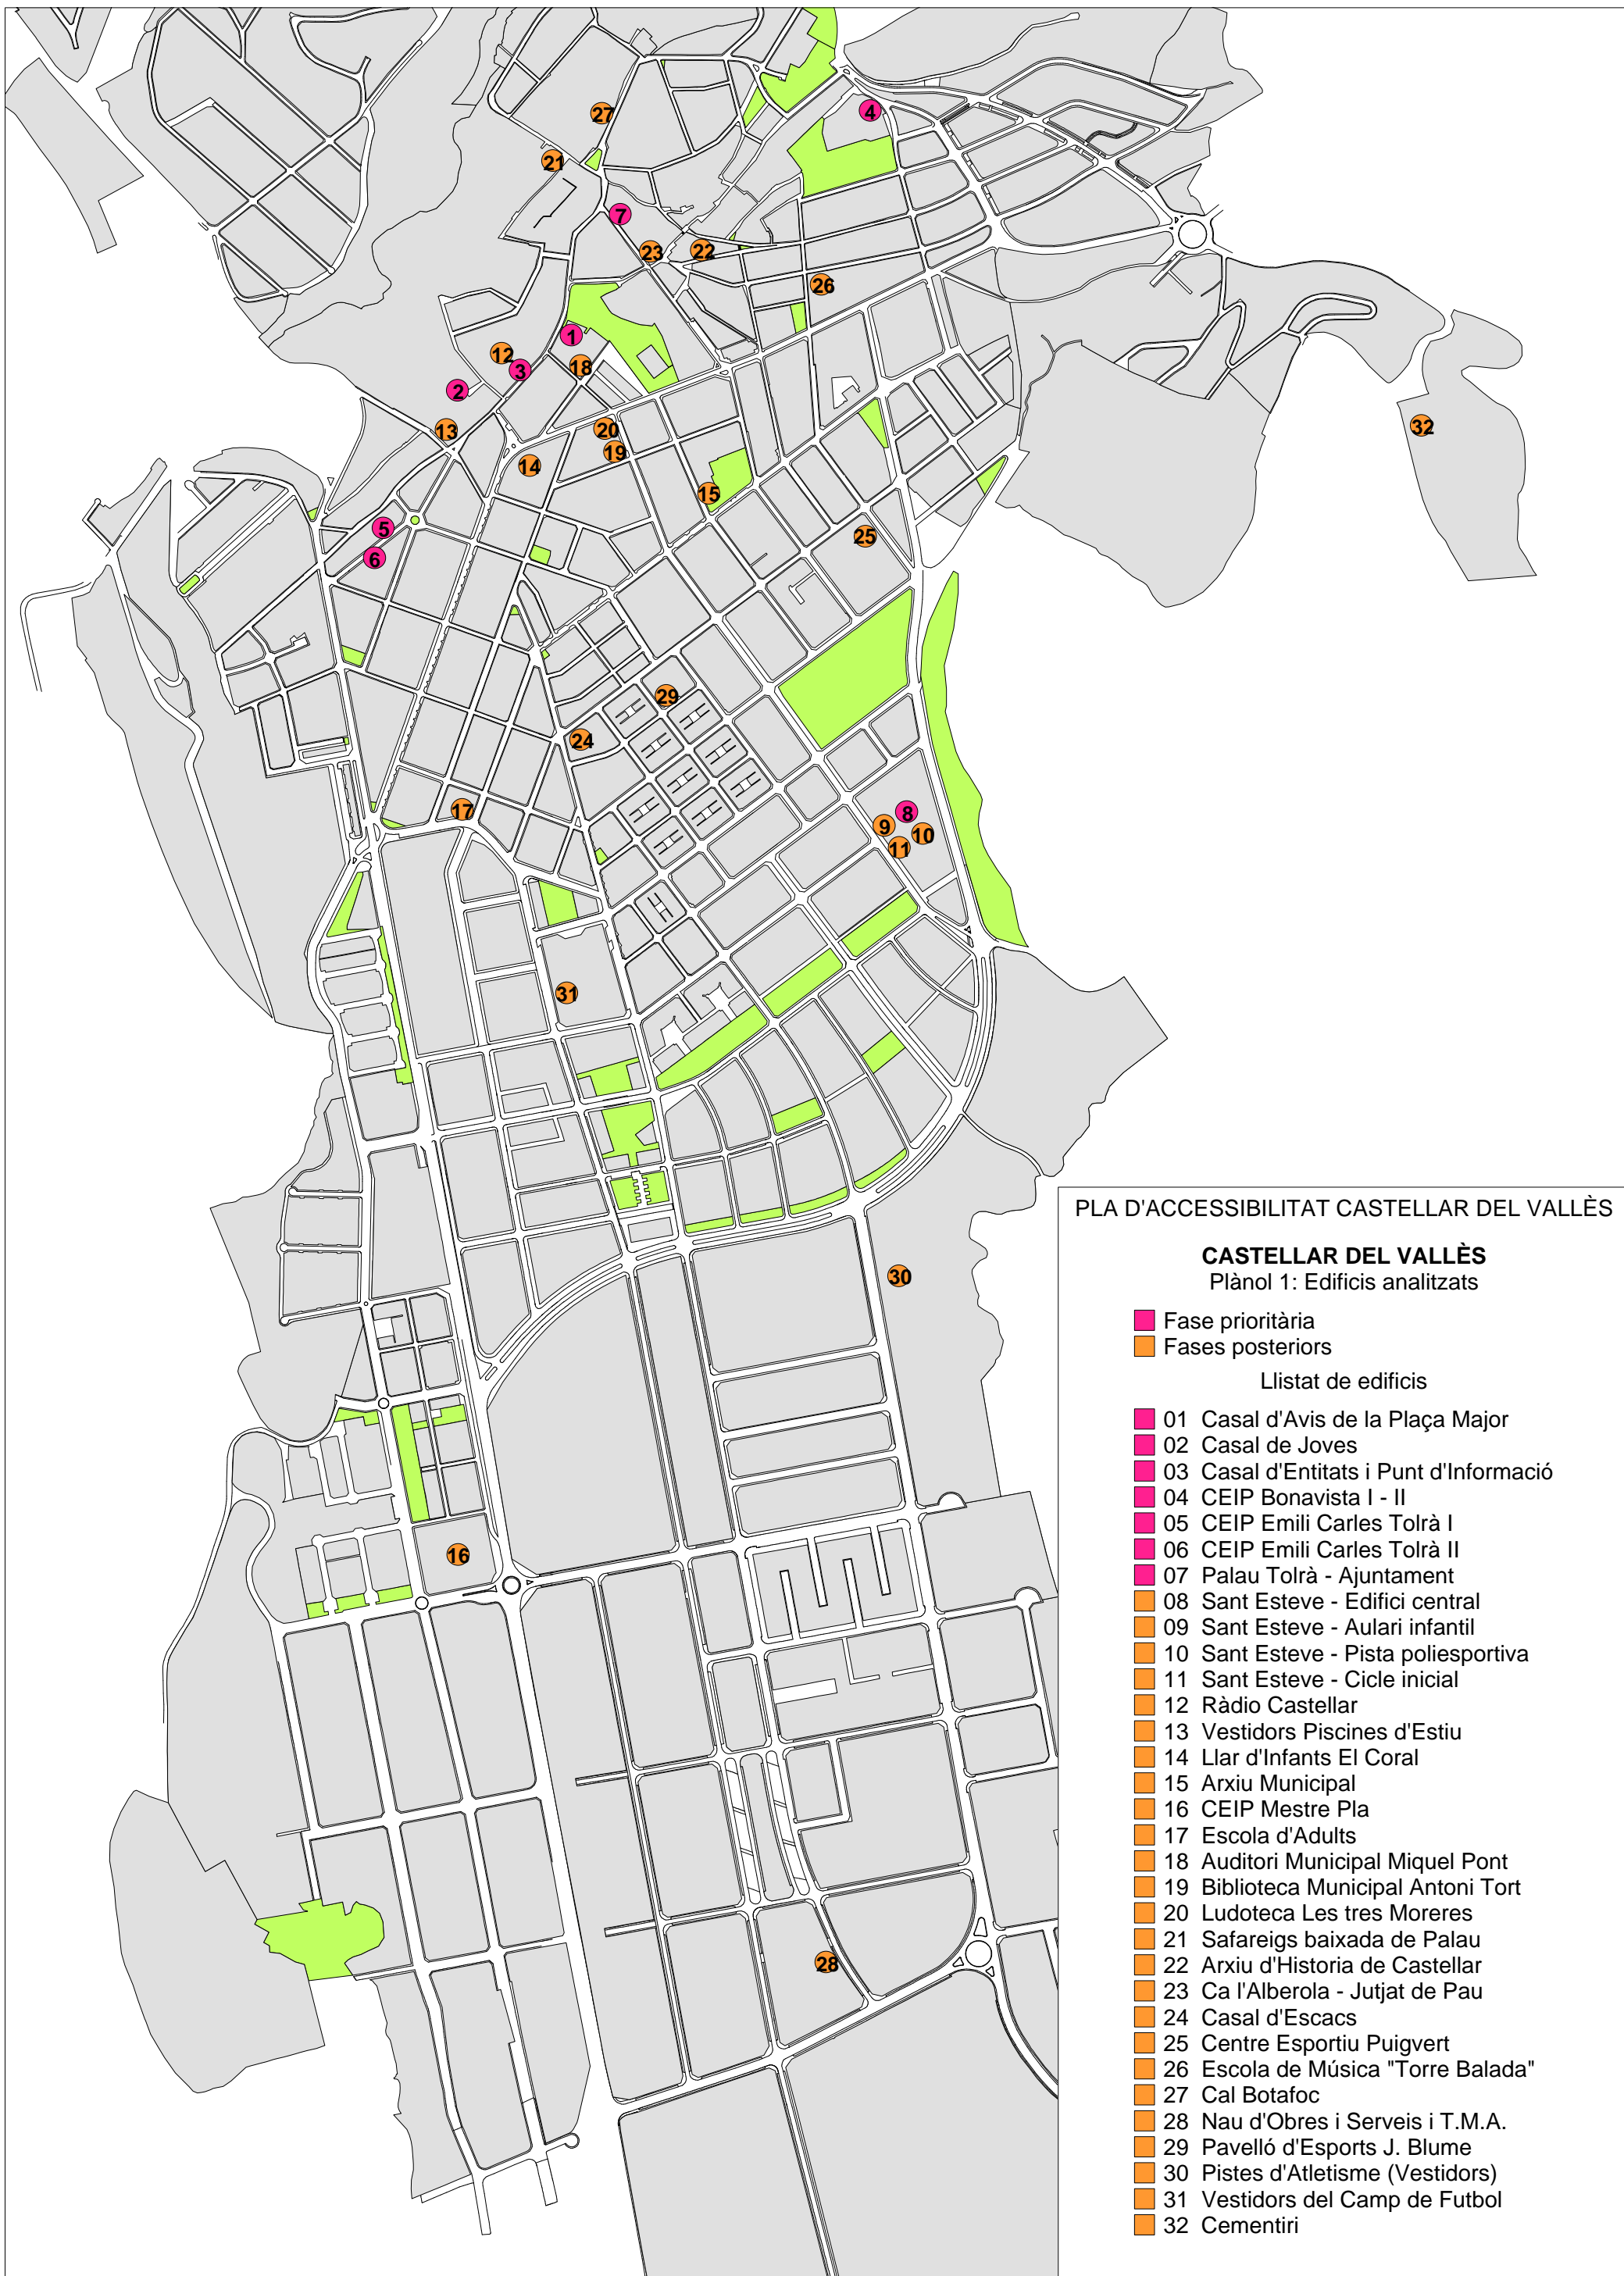 27
4
21
7
23
22
26
1
12
18
3
2
32
13
20
19
14
15
5
25
6
29
24
17
8
9
10
11
31
30
16
28
PLA D'ACCESSIBILITAT CASTELLAR DEL VALLÈS
CASTELLAR DEL VALLÈS
Plànol 1: Edificis analitzats
Fase prioritària
Fases posteriors
Llistat de edificis
01 Casal d'Avis de la Plaça Major
02 Casal de Joves
03 Casal d'Entitats i Punt d'Informació
04 CEIP Bonavista I - II
05 CEIP Emili Carles Tolrà I
06 CEIP Emili Carles Tolrà II
07 Palau Tolrà - Ajuntament
08 Sant Esteve - Edifici central
09 Sant Esteve - Aulari infantil
10 Sant Esteve - Pista poliesportiva
11 Sant Esteve - Cicle inicial
12 Ràdio Castellar
13 Vestidors Piscines d'Estiu
14 Llar d'Infants El Coral
15 Arxiu Municipal
16 CEIP Mestre Pla
17 Escola d'Adults
18 Auditori Municipal Miquel Pont
19 Biblioteca Municipal Antoni Tort
20 Ludoteca Les tres Moreres
21 Safareigs baixada de Palau
22 Arxiu d'Historia de Castellar
23 Ca l'Alberola - Jutjat de Pau
24 Casal d'Escacs
25 Centre Esportiu Puigvert
26 Escola de Música "Torre Balada"
27 Cal Botafoc
28 Nau d'Obres i Serveis i T.M.A.
29 Pavelló d'Esports J. Blume
30 Pistes d'Atletisme (Vestidors)
31 Vestidors del Camp de Futbol
32 Cementiri